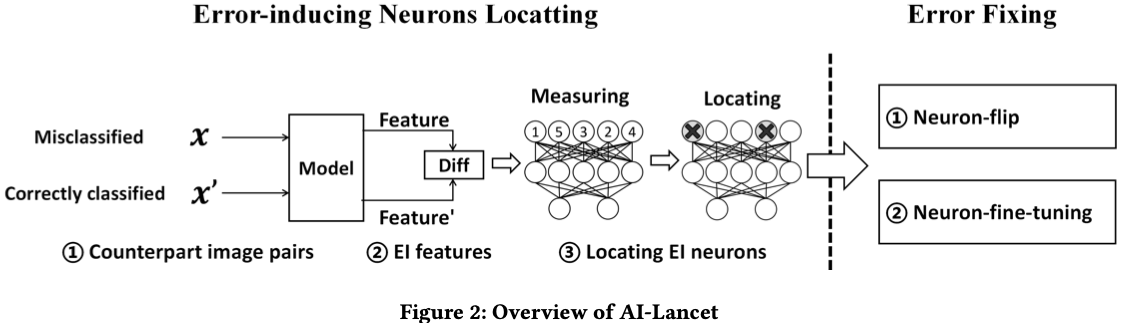 Error-inducing Neurons Locatting
Error Fixing
Measuring
Locating
Misclassified x
Correctly classified x'
Model
Feature
Diff
Feature'
1 5 3 2 4
① Neuron-flip
② Neuron-fine-tuning
① Counterpart image pairs
② EI features
③ Locating EI neurons
Figure 2: Overview of AI-Lancet